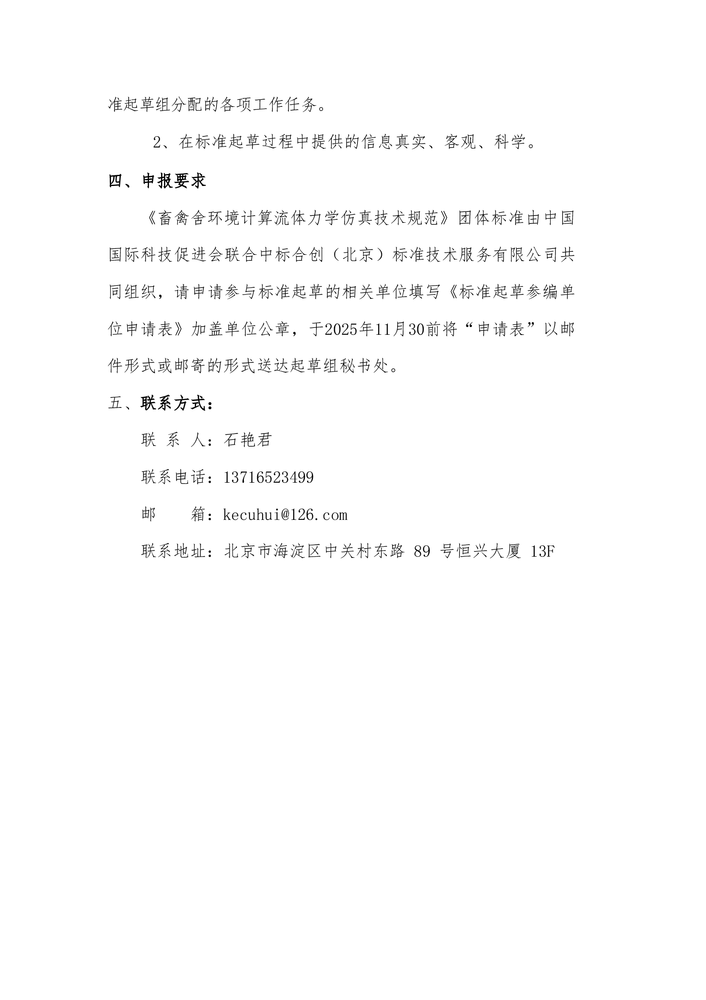 准起草组分配的各项工作任务。
2、在标准起草过程中提供的信息真实、客观、科学。
四、申报要求
《畜禽舍环境计算流体力学仿真技术规范》团体标准由中国
国际科技促进会联合中标合创（北京）标准技术服务有限公司共
同组织，请申请参与标准起草的相关单位填写《标准起草参编单
位申请表》加盖单位公章，于2025年11月30前将“申请表”以邮
件形式或邮寄的形式送达起草组秘书处。
五、联系方式：
联 系 人：石艳君
联系电话：13716523499
邮    箱：kecuhui@126.com
联系地址：北京市海淀区中关村东路 89 号恒兴大厦 13F